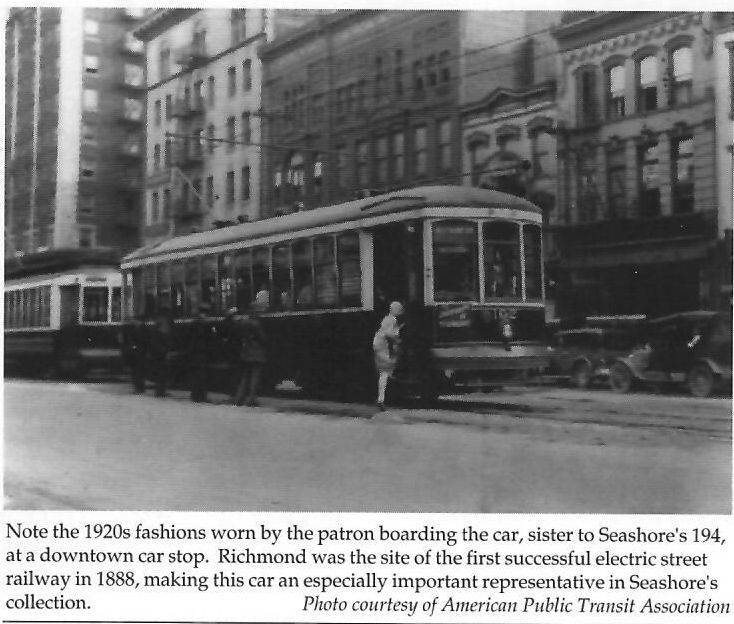 Note the 1920s fashions worn by the patron boarding the car, sister to Seashore's 194,
at a downtown car stop. Richmond was the site of the first successful electric street
railway in 1888, making this car an especially important representative in Seashore's
collection. Photo courtesy of American Public Transit Association